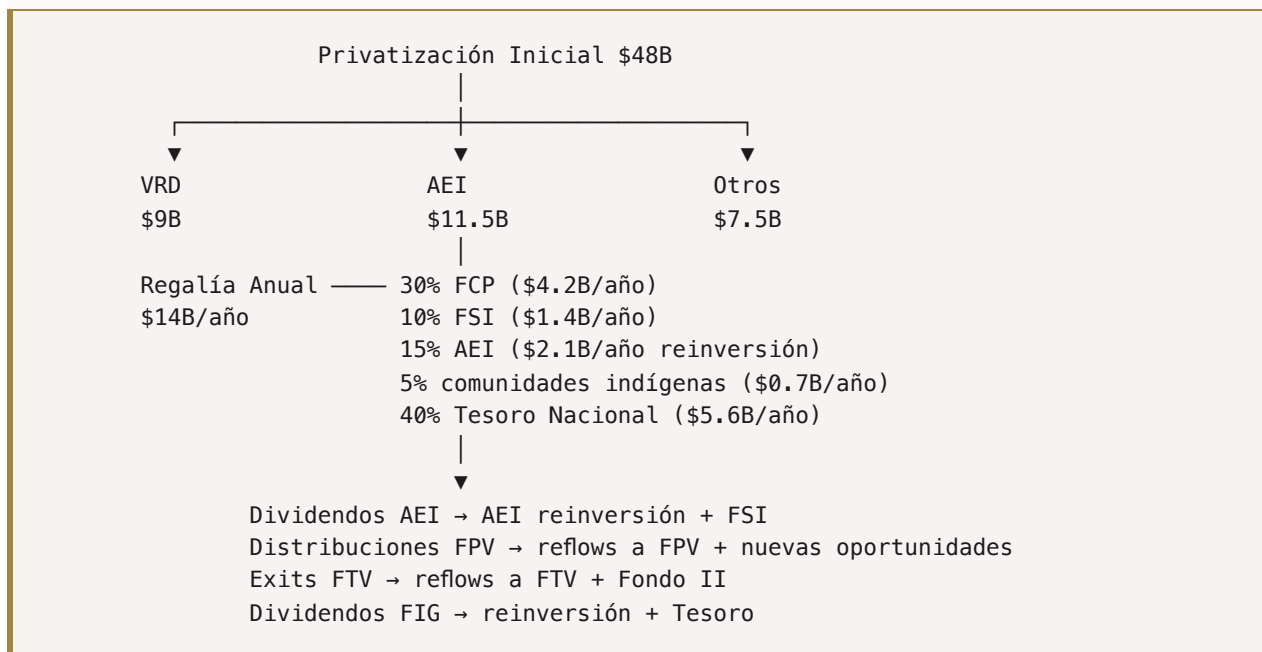 Privatización Inicial $48B
VRD AEI Otros
$9B $11.5B $7.5B
Regalía Anual ──── 30% FCP ($4.2B/año)
$14B/año 10% FSI ($1.4B/año)
15% AEI ($2.1B/año reinversión)
5% comunidades indígenas ($0.7B/año)
40% Tesoro Nacional ($5.6B/año)
Dividendos AEI → AEI reinversión + FSI
Distribuciones FPV → reflows a FPV + nuevas oportunidades
Exits FTV → reflows a FTV + Fondo II
Dividendos FIG → reinversión + Tesoro